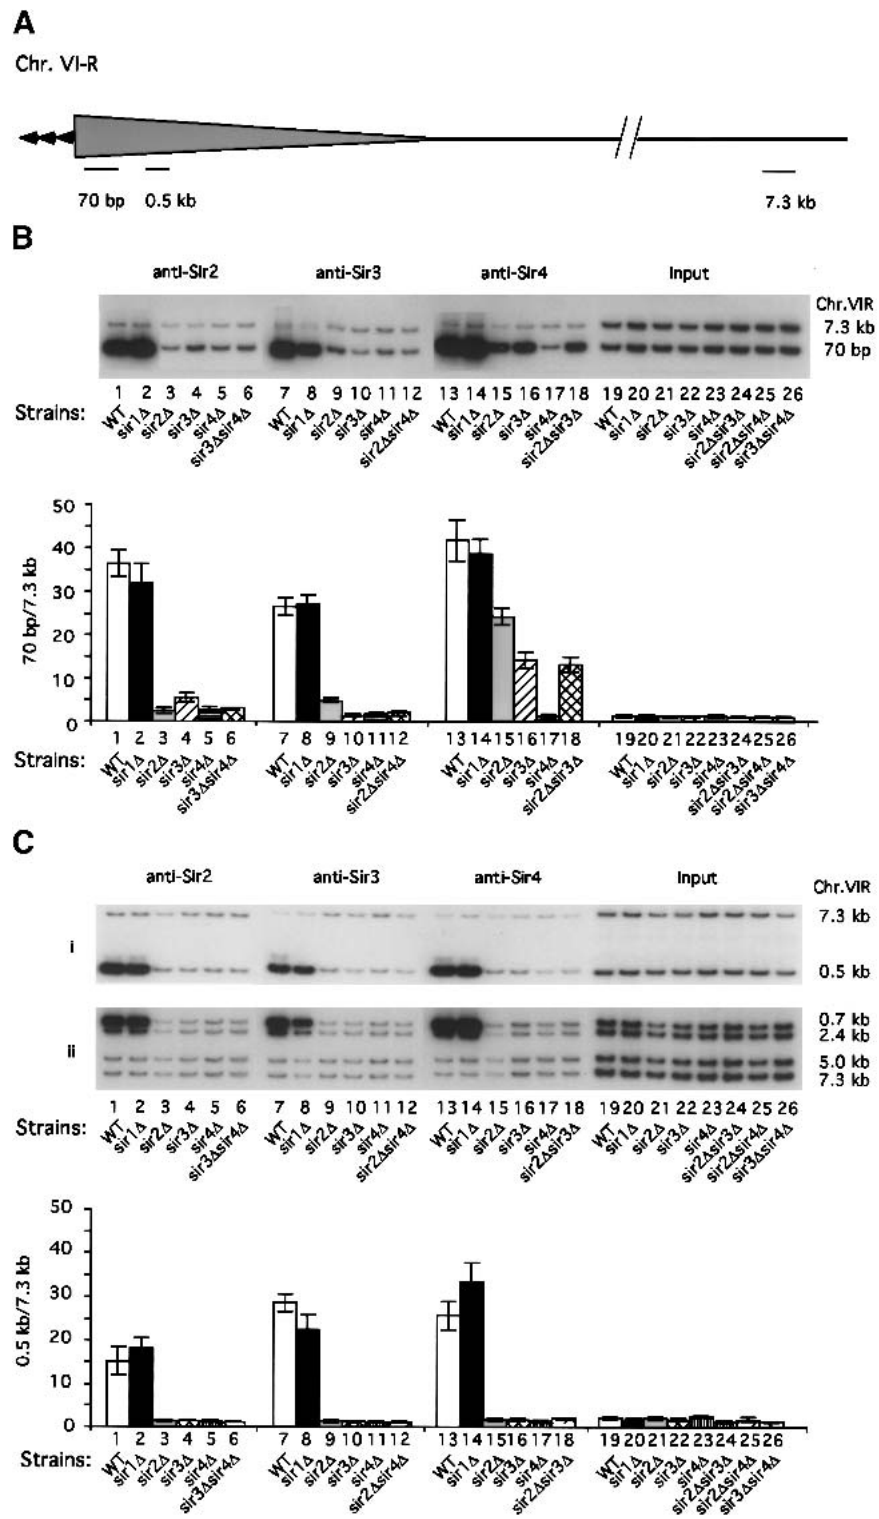 A
Chr. VI-R
70 bp 0.5 kb 7.3 kb
B
anti-Sir2 anti-Sir3 anti-Sir4 Input
Chr.VIR
7.3 kb
70 bp
1 2 3 4 5 6 7 8 9 10 11 12 13 14 15 16 17 18 19 20 21 22 23 24 25 26
Strains: WT sir1Δ sir2Δ sir3Δ sir4Δ sir3Δsir4Δ WT sir1Δ sir2Δ sir3Δ sir4Δ sir2Δsir4Δ WT sir1Δ sir2Δ sir3Δ sir4Δ sir2Δsir3Δ WT sir1Δ sir2Δ sir3Δ sir4Δ sir2Δsir3Δ sir2Δsir4Δ sir3Δsir4Δ
70 bp/7.3 kb
50
40
30
20
10
0
1 2 3 4 5 6 7 8 9 10 11 12 13 14 15 16 17 18 19 20 21 22 23 24 25 26
Strains: WT sir1Δ sir2Δ sir3Δ sir4Δ sir3Δsir4Δ WT sir1Δ sir2Δ sir3Δ sir4Δ sir2Δsir4Δ WT sir1Δ sir2Δ sir3Δ sir4Δ sir2Δsir3Δ WT sir1Δ sir2Δ sir3Δ sir4Δ sir2Δsir3Δ sir2Δsir4Δ sir3Δsir4Δ
C
anti-Sir2 anti-Sir3 anti-Sir4 Input
Chr.VIR
7.3 kb
i
0.5 kb
0.7 kb
2.4 kb
ii
5.0 kb
7.3 kb
1 2 3 4 5 6 7 8 9 10 11 12 13 14 15 16 17 18 19 20 21 22 23 24 25 26
Strains: WT sir1Δ sir2Δ sir3Δ sir4Δ sir3Δsir4Δ WT sir1Δ sir2Δ sir3Δ sir4Δ sir2Δsir4Δ WT sir1Δ sir2Δ sir3Δ sir4Δ sir2Δsir3Δ WT sir1Δ sir2Δ sir3Δ sir4Δ sir2Δsir3Δ sir2Δsir4Δ sir3Δsir4Δ
0.5 kb/7.3 kb
50
40
30
20
10
0
1 2 3 4 5 6 7 8 9 10 11 12 13 14 15 16 17 18 19 20 21 22 23 24 25 26
Strains: WT sir1Δ sir2Δ sir3Δ sir4Δ sir3Δsir4Δ WT sir1Δ sir2Δ sir3Δ sir4Δ sir2Δsir4Δ WT sir1Δ sir2Δ sir3Δ sir4Δ sir2Δsir3Δ WT sir1Δ sir2Δ sir3Δ sir4Δ sir2Δsir3Δ sir2Δsir4Δ sir3Δsir4Δ